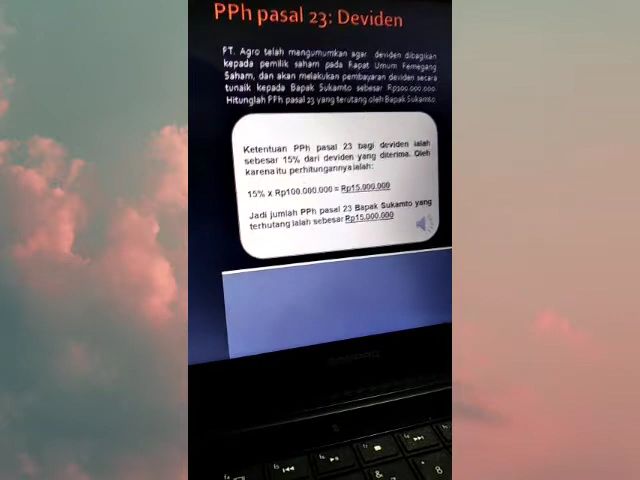 PPh pasal 23: Deviden
PT. Agro telah mengumumkan agar deviden dibagikan
kepada pemilik saham pada Rapat Umum Pemegang
Saham, dan akan melakukan pembayaran deviden secara
tunaik kepada Bapak Sukamto sebesar Rp100.000.000.
Hitunglah PPh pasal 23 yang terutang oleh Bapak Sukamto
Ketentuan PPh pasal 23 bagi deviden ialah
sebesar 15% dari deviden yang diterima. Oleh
karena itu perhitungannya ialah:
15% x Rp100.000.000 = Rp15.000.000
Jadi jumlah PPh pasal 23 Bapak Sukamto yang
terhutang ialah sebesar Rp15.000.000